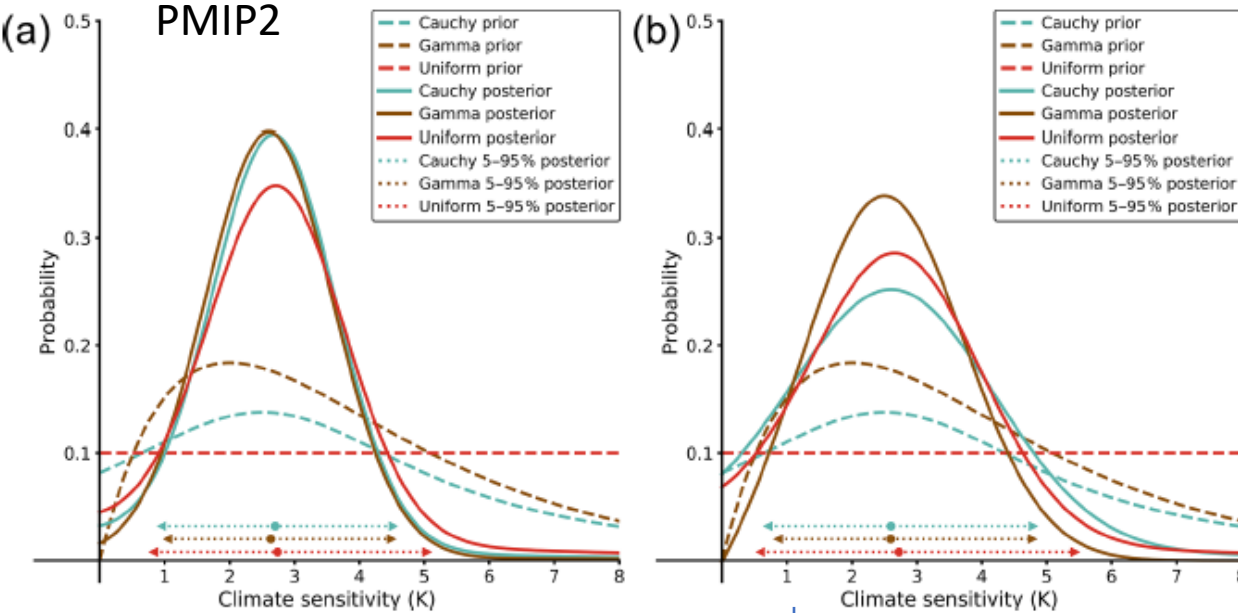 PMIP2
(a)
0.5
0.4
0.3
0.2
0.1
Probability
1 2 3 4 5 6 7 8
Climate sensitivity (K)
Cauchy prior
Gamma prior
Uniform prior
Cauchy posterior
Gamma posterior
Uniform posterior
Cauchy 5–95% posterior
Gamma 5–95% posterior
Uniform 5–95% posterior
(b)
0.5
0.4
0.3
0.2
0.1
Probability
1 2 3 4 5 6 7 8
Climate sensitivity (K)
Cauchy prior
Gamma prior
Uniform prior
Cauchy posterior
Gamma posterior
Uniform posterior
Cauchy 5–95% posterior
Gamma 5–95% posterior
Uniform 5–95% posterior